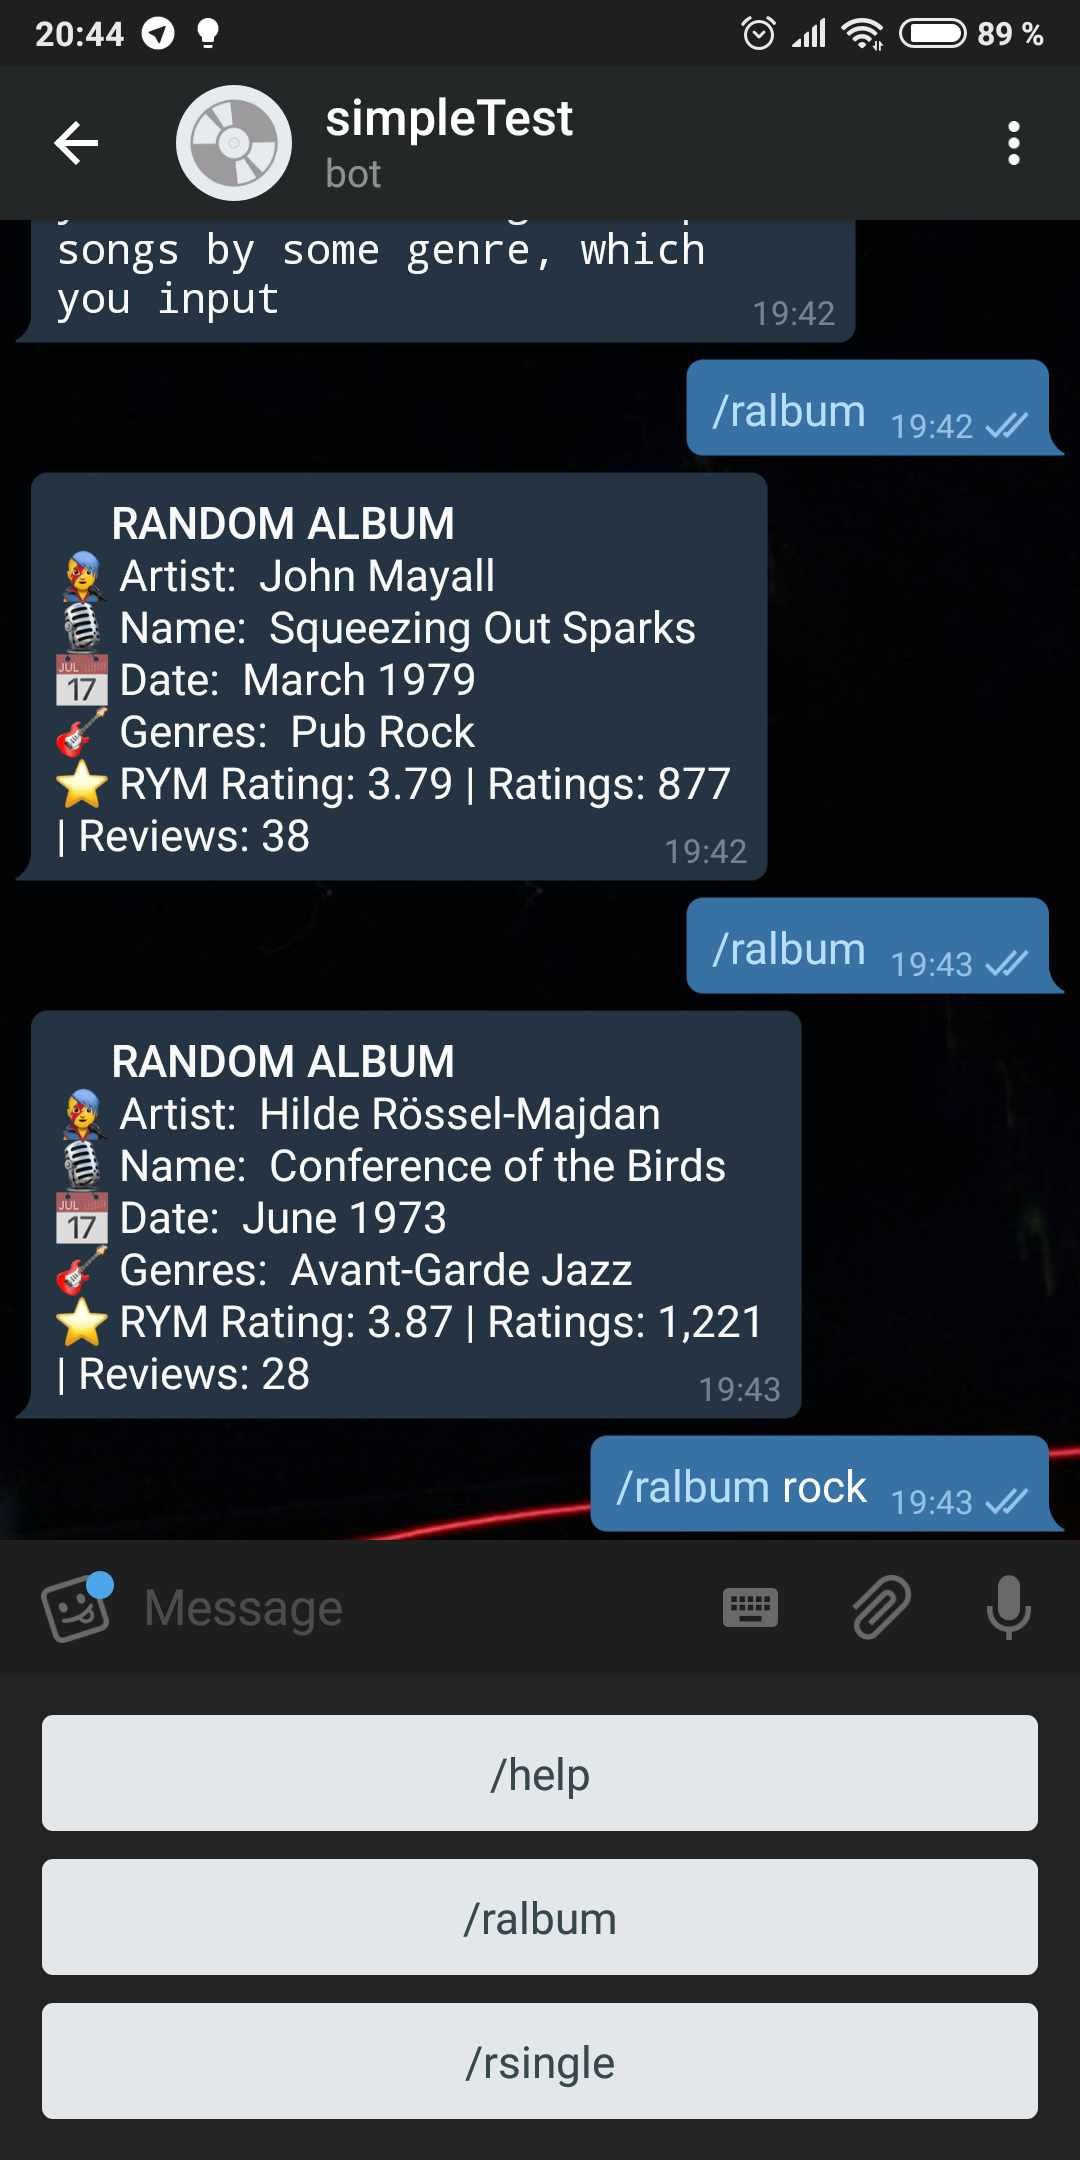 20:44 89 %
simpleTest
bot
songs by some genre, which
you input
19:42
/ralbum 19:42
RANDOM ALBUM
Artist: John Mayall
Name: Squeezing Out Sparks
JUL 17 Date: March 1979
Genres: Pub Rock
RYM Rating: 3.79 | Ratings: 877
| Reviews: 38
19:42
/ralbum 19:43
RANDOM ALBUM
Artist: Hilde Rössel-Majdan
Name: Conference of the Birds
JUL 17 Date: June 1973
Genres: Avant-Garde Jazz
RYM Rating: 3.87 | Ratings: 1,221
| Reviews: 28
19:43
/ralbum rock 19:43
Message
/help
/ralbum
/rsingle